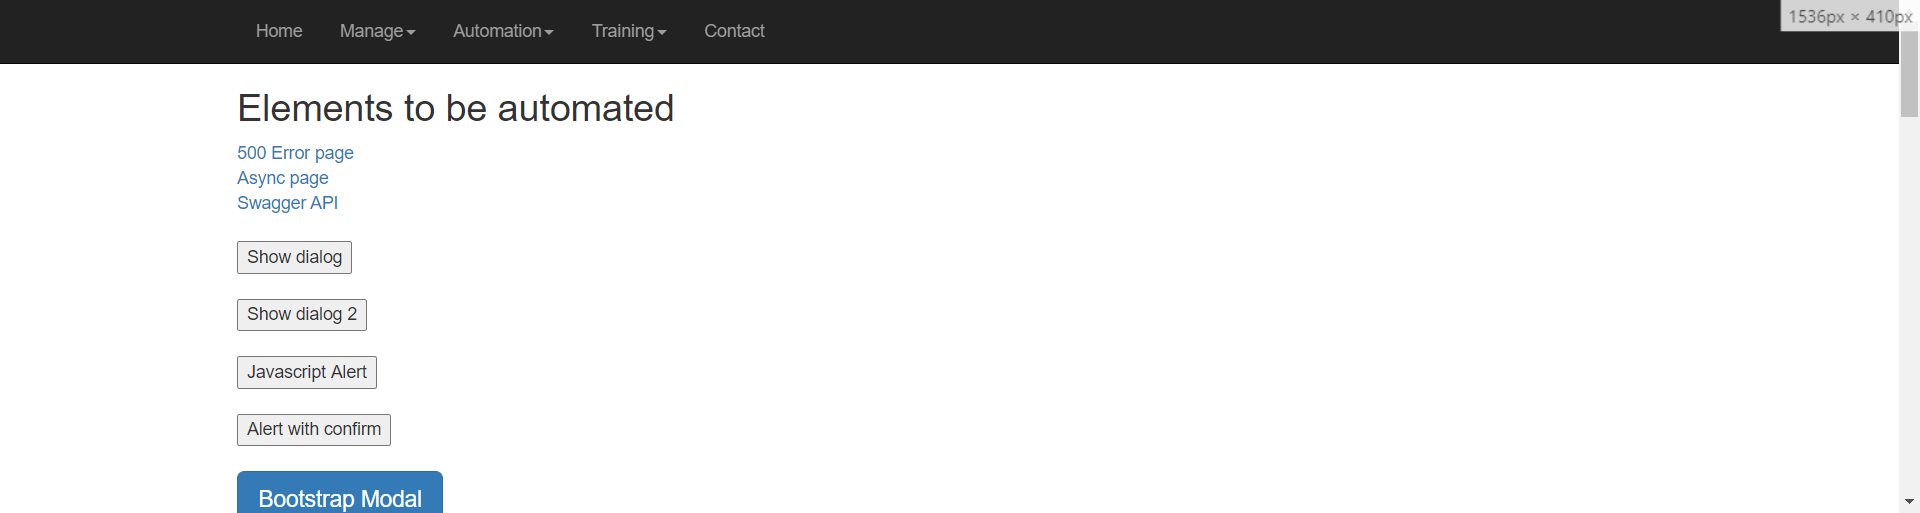 Home Manage Automation Training Contact
1536px × 410px
Elements to be automated
500 Error page
Async page
Swagger API
Show dialog
Show dialog 2
Javascript Alert
Alert with confirm
Bootstrap Modal